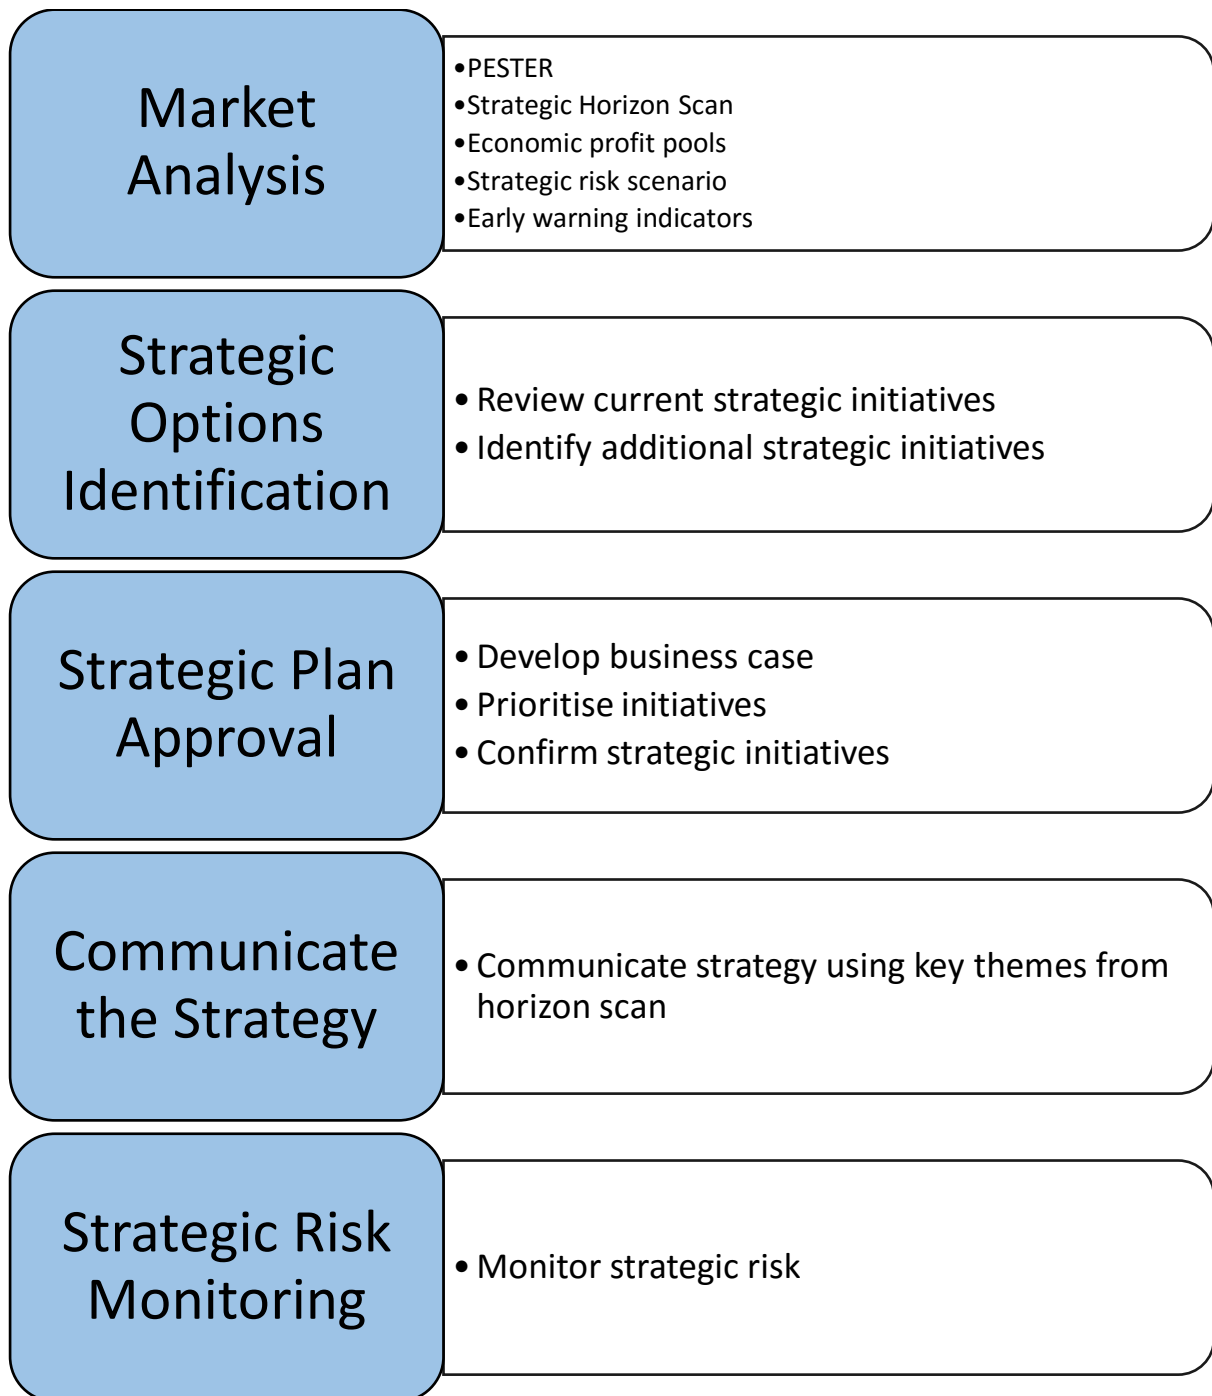 Market
Analysis
•PESTER
•Strategic Horizon Scan
•Economic profit pools
•Strategic risk scenario
•Early warning indicators
Strategic
Options
Identification
• Review current strategic initiatives
• Identify additional strategic initiatives
Strategic Plan
Approval
• Develop business case
• Prioritise initiatives
• Confirm strategic initiatives
Communicate
the Strategy
• Communicate strategy using key themes from
horizon scan
Strategic Risk
Monitoring
• Monitor strategic risk